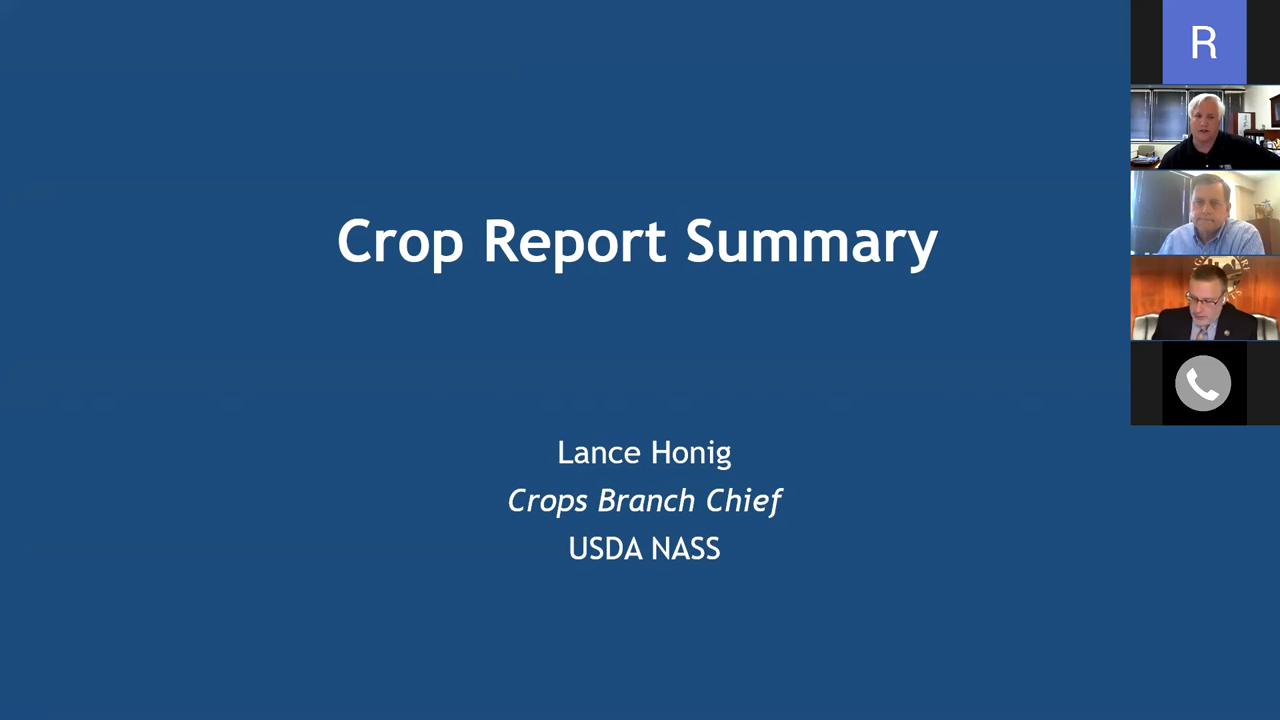 Crop Report Summary
Lance Honig
Crops Branch Chief
USDA NASS
R